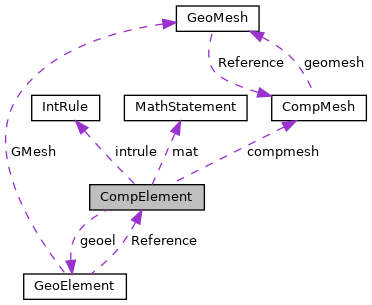 GeoMesh
Reference
geomesh
IntRule
MathStatement
CompMesh
GMesh
intrule
mat
compmesh
CompElement
geoel
Reference
GeoElement